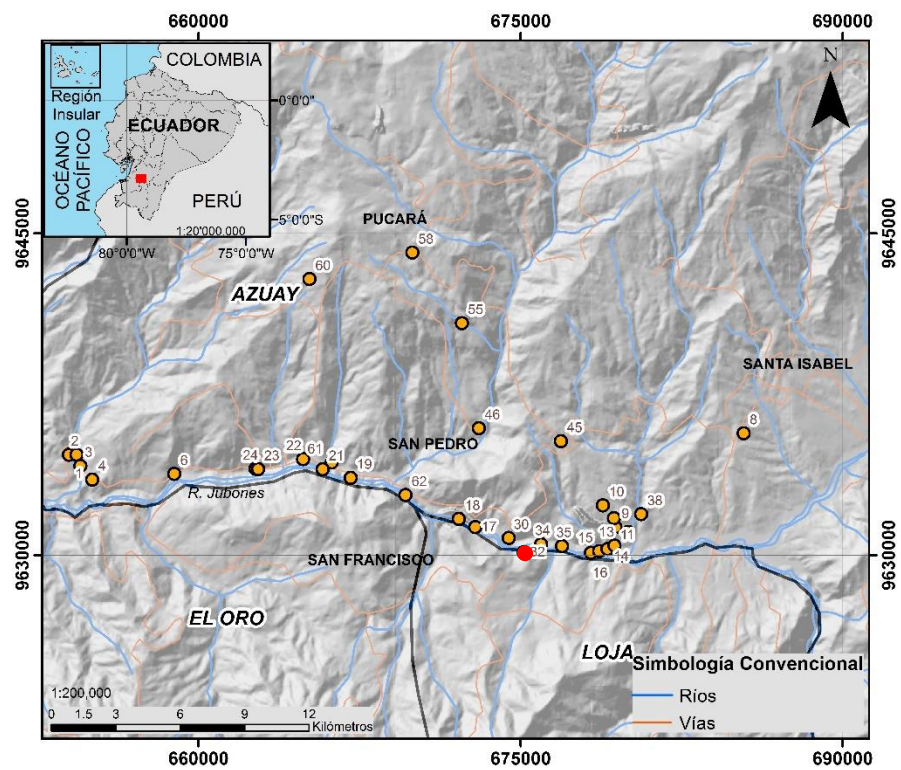 660000 675000 690000
COLOMBIA
N
Región
Insular
0°0'0"
ECUADOR
OCÉANO
PACÍFICO
PERÚ
5°0'0"S
1:20'000.000
80°0'0"W 75°0'0"W
9645000 9645000
PUCARÁ
58
60
AZUAY
55
SANTA ISABEL
8
46
45
SAN PEDRO
2
3
1
4
6
24
23
22
61
21
19
R. Jubones
62
18
17
10
9
38
11
30
34
32
35
15
13
14
16
9630000 9630000
SAN FRANCISCO
EL ORO
LOJA
Simbología Convencional
Ríos
Vías
1:200,000
0 1.5 3 6 9 12
Kilómetros
660000 675000 690000